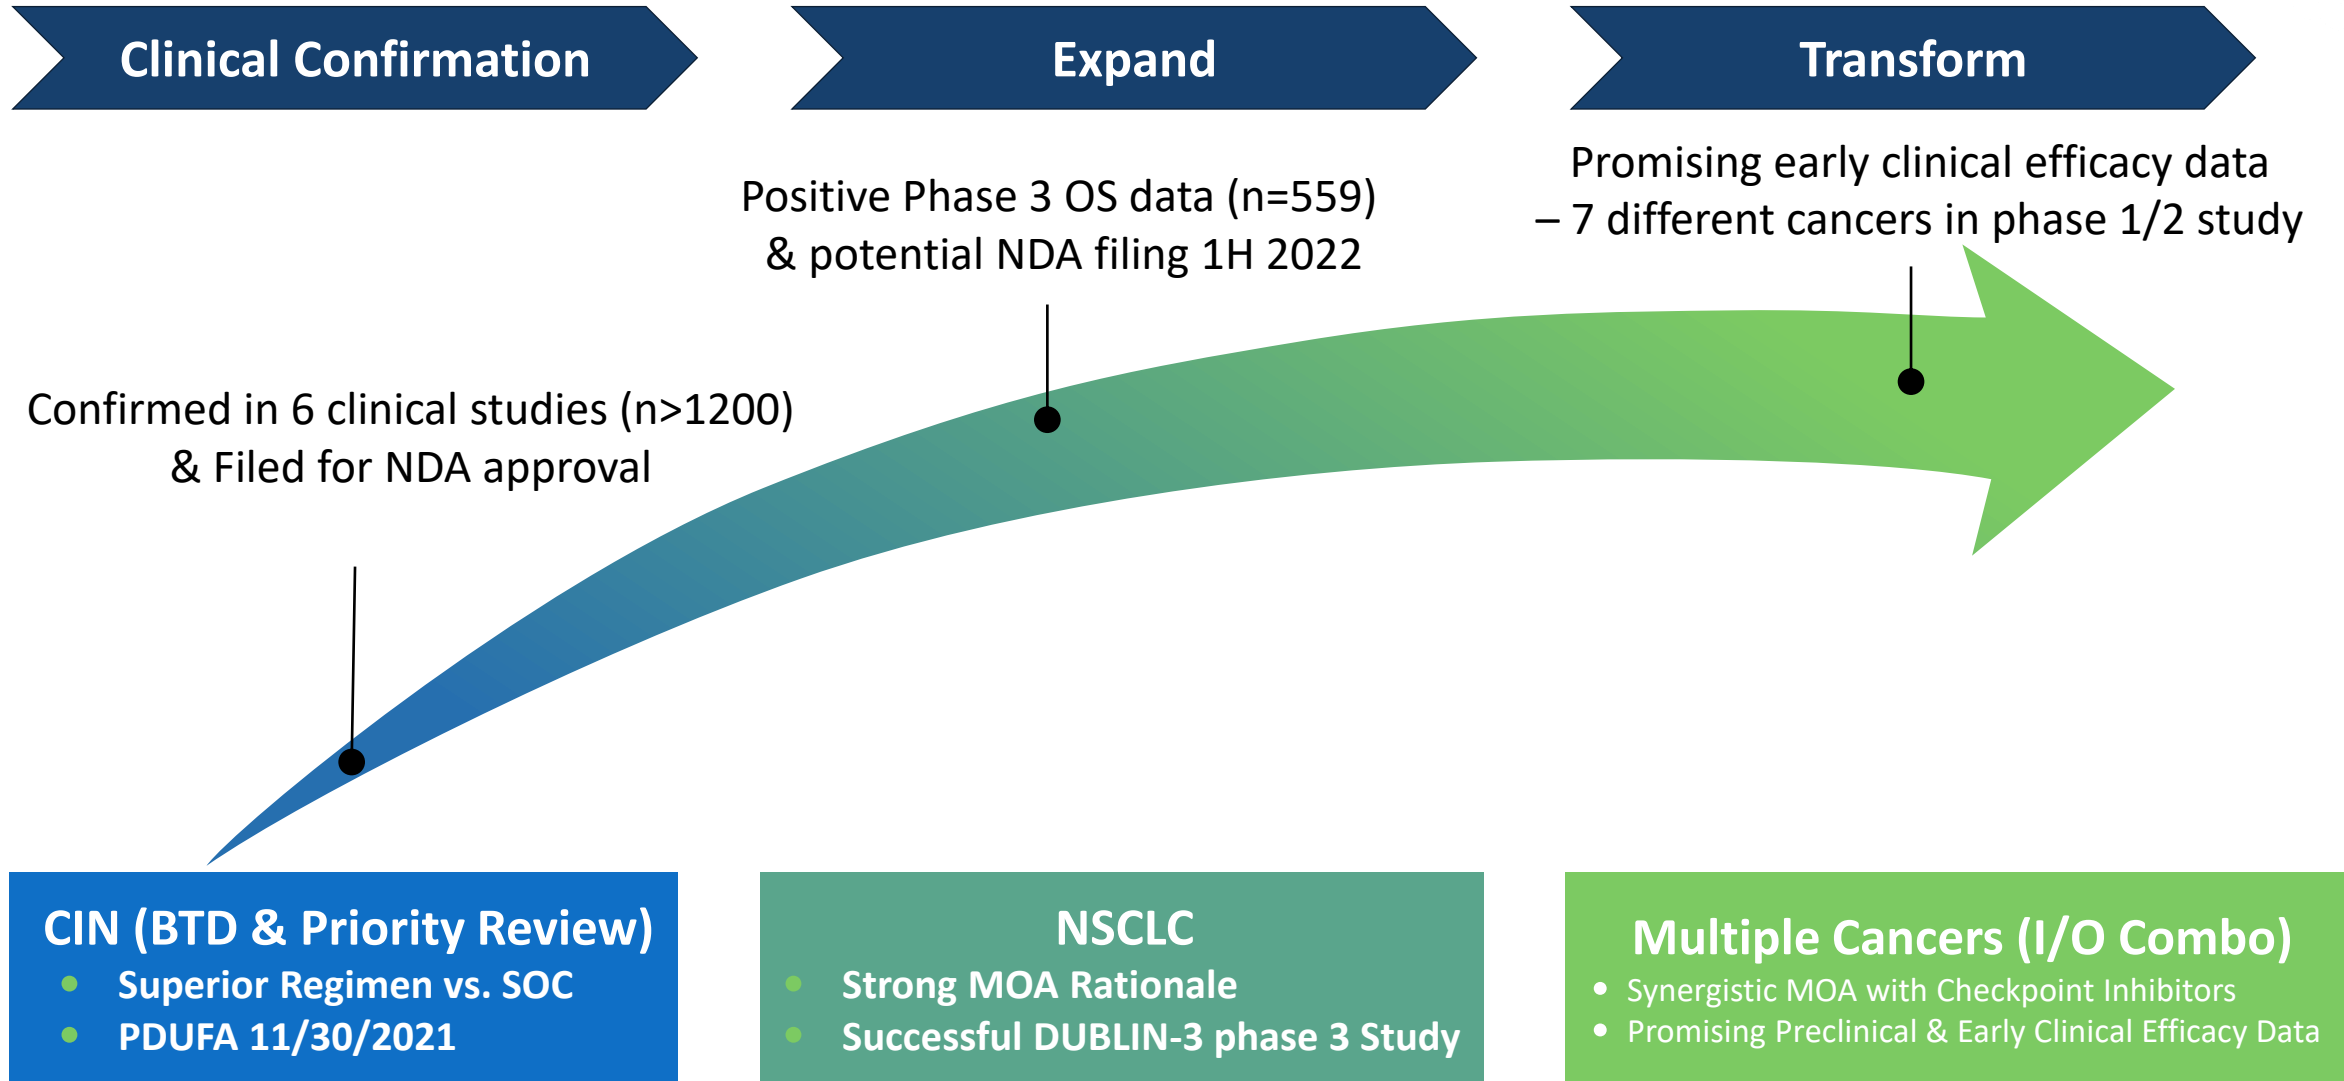 Clinical Confirmation
Expand
Transform
Confirmed in 6 clinical studies (n>1200)
& Filed for NDA approval
Positive Phase 3 OS data (n=559)
& potential NDA filing 1H 2022
Promising early clinical efficacy data
– 7 different cancers in phase 1/2 study
CIN (BTD & Priority Review)
• Superior Regimen vs. SOC
• PDUFA 11/30/2021
NSCLC
• Strong MOA Rationale
• Successful DUBLIN-3 phase 3 Study
Multiple Cancers (I/O Combo)
• Synergistic MOA with Checkpoint Inhibitors
• Promising Preclinical & Early Clinical Efficacy Data